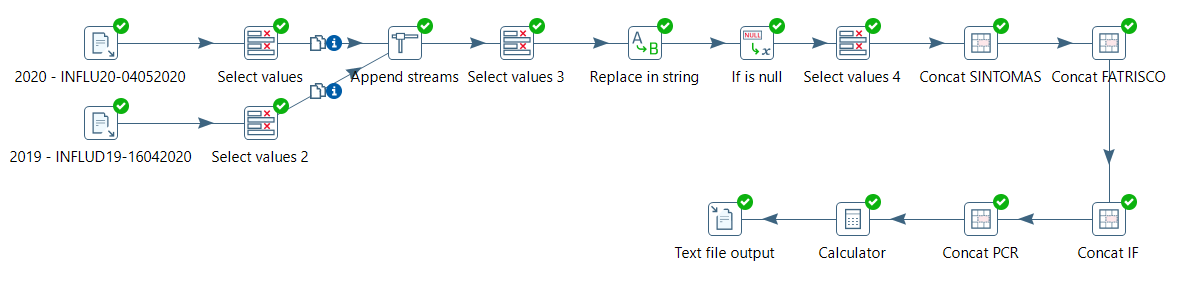 2020 - INFLU20-04052020
Select values
Append streams
Select values 3
Replace in string
If is null
Select values 4
Concat SINTOMAS
Concat FATRISCO
2019 - INFLUD19-16042020
Select values 2
A
B
NULL
x
Text file output
Calculator
Concat PCR
Concat IF